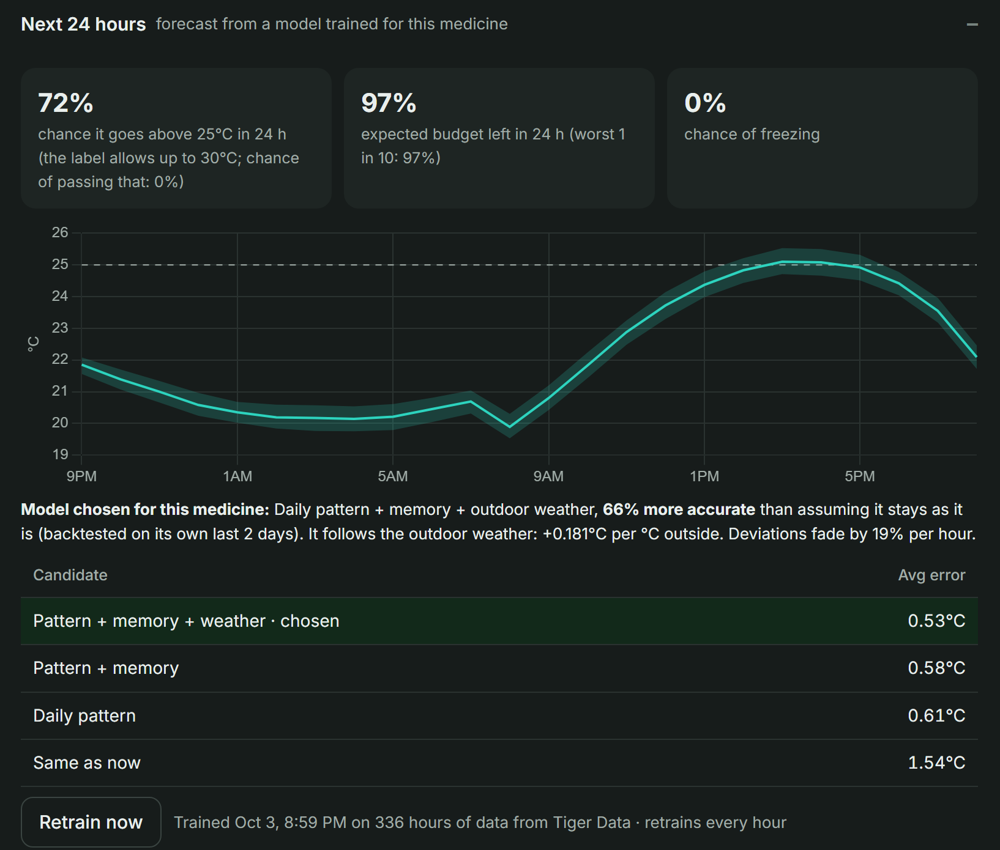 Next 24 hours forecast from a model trained for this medicine
72%
chance it goes above 25°C in 24 h
(the label allows up to 30°C; chance
of passing that: 0%)
97%
expected budget left in 24 h (worst 1
in 10: 97%)
0%
chance of freezing
26
25
24
23
22
21
20
19
°C
9PM 1AM 5AM 9AM 1PM 5PM
Model chosen for this medicine: Daily pattern + memory + outdoor weather, 66% more accurate than assuming it stays as it
is (backtested on its own last 2 days). It follows the outdoor weather: +0.181°C per °C outside. Deviations fade by 19% per hour.
Candidate Avg error
Pattern + memory + weather · chosen 0.53°C
Pattern + memory 0.58°C
Daily pattern 0.61°C
Same as now 1.54°C
Retrain now Trained Oct 3, 8:59 PM on 336 hours of data from Tiger Data · retrains every hour